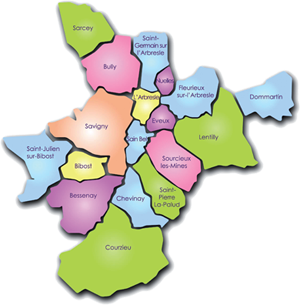 Sarcey
Saint-
Germain sur
l'Arbresle
Bully
Nuelles
Fleurieux
-sur-l'Arbresle
Dommartin
L'Arbresle
Eveux
Savigny
Sain Bel
Lentilly
Saint-Julien
-sur-Bibost
Bibost
Sourcieux
-les-Mines
Bessenay
Chevinay
Saint-
Pierre
La-Palud
Courzieu